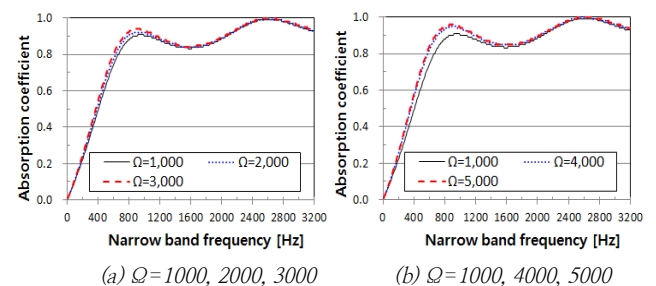 Absorption coefficient
1.0
0.8
0.6
0.4
0.2
0.0
Ω=1,000
Ω=2,000
Ω=3,000
0 400 800 1200 1600 2000 2400 2800 3200
Narrow band frequency [Hz]
(a) Ω=1000, 2000, 3000
Absorption coefficient
1.0
0.8
0.6
0.4
0.2
0.0
Ω=1,000
Ω=4,000
Ω=5,000
0 400 800 1200 1600 2000 2400 2800 3200
Narrow band frequency [Hz]
(b) Ω=1000, 4000, 5000